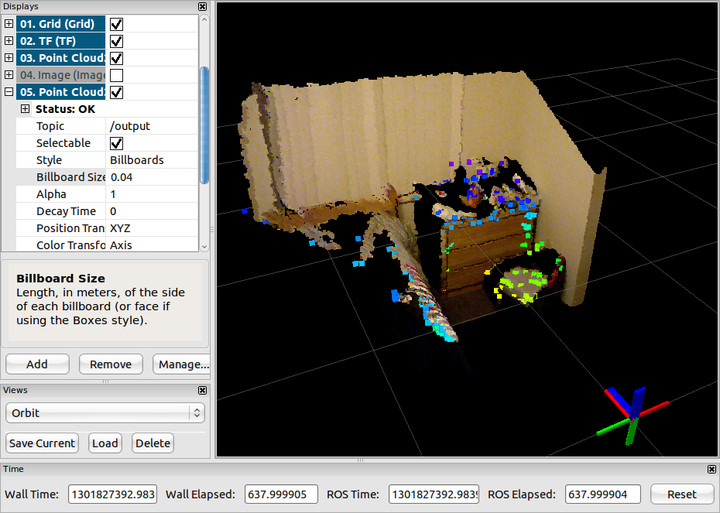 Displays
01. Grid (Grid)
02. TF (TF)
03. Point Cloud
04. Image (Imag
05. Point Cloud
Status: OK
Topic /output
Selectable
Style Billboards
Billboard Size 0.04
Alpha 1
Decay Time 0
Position Tran XYZ
Color Transfo Axis
Billboard Size
Length, in meters, of the side
of each billboard (or face if
using the Boxes style).
Add Remove Manage...
Views
Orbit
Save Current Load Delete
Time
Wall Time: 1301827392.983 Wall Elapsed: 637.999905 ROS Time: 1301827392.983 ROS Elapsed: 637.999904 Reset